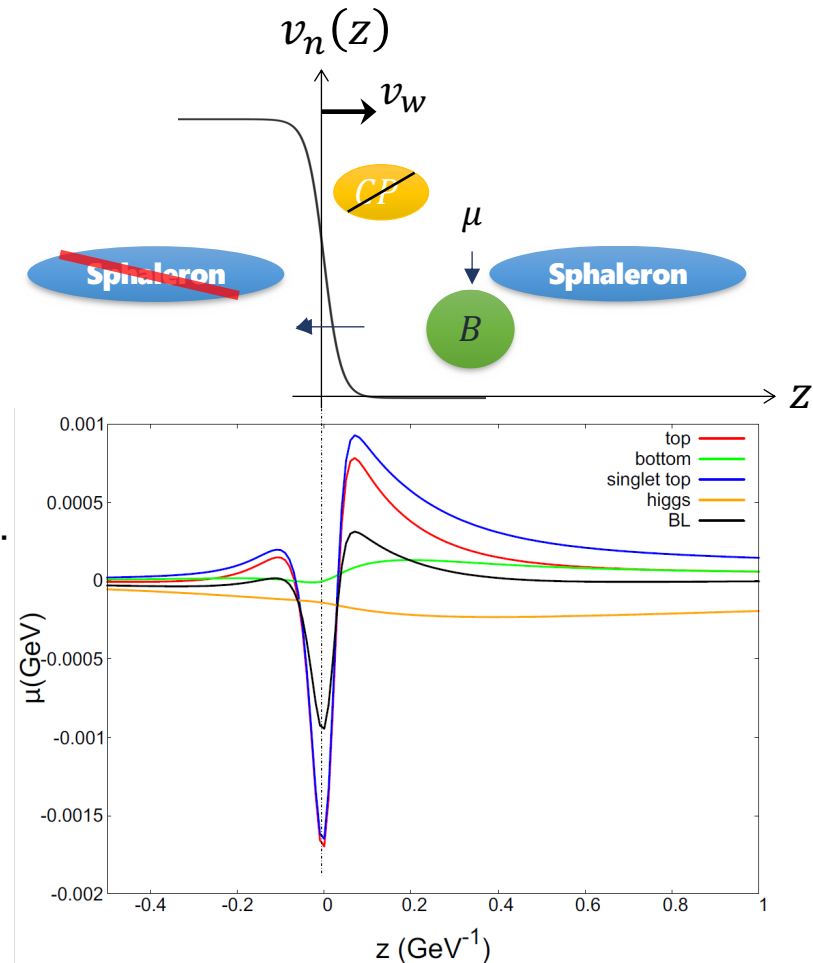 vₙ(z)
v_w
CP
μ
Sphaleron
Sphaleron
B
z
.
0.001
0.0005
0
-0.0005
-0.001
-0.0015
-0.002
μ(GeV)
top
bottom
singlet top
higgs
BL
-0.4 -0.2 0 0.2 0.4 0.6 0.8 1
z (GeV⁻¹)